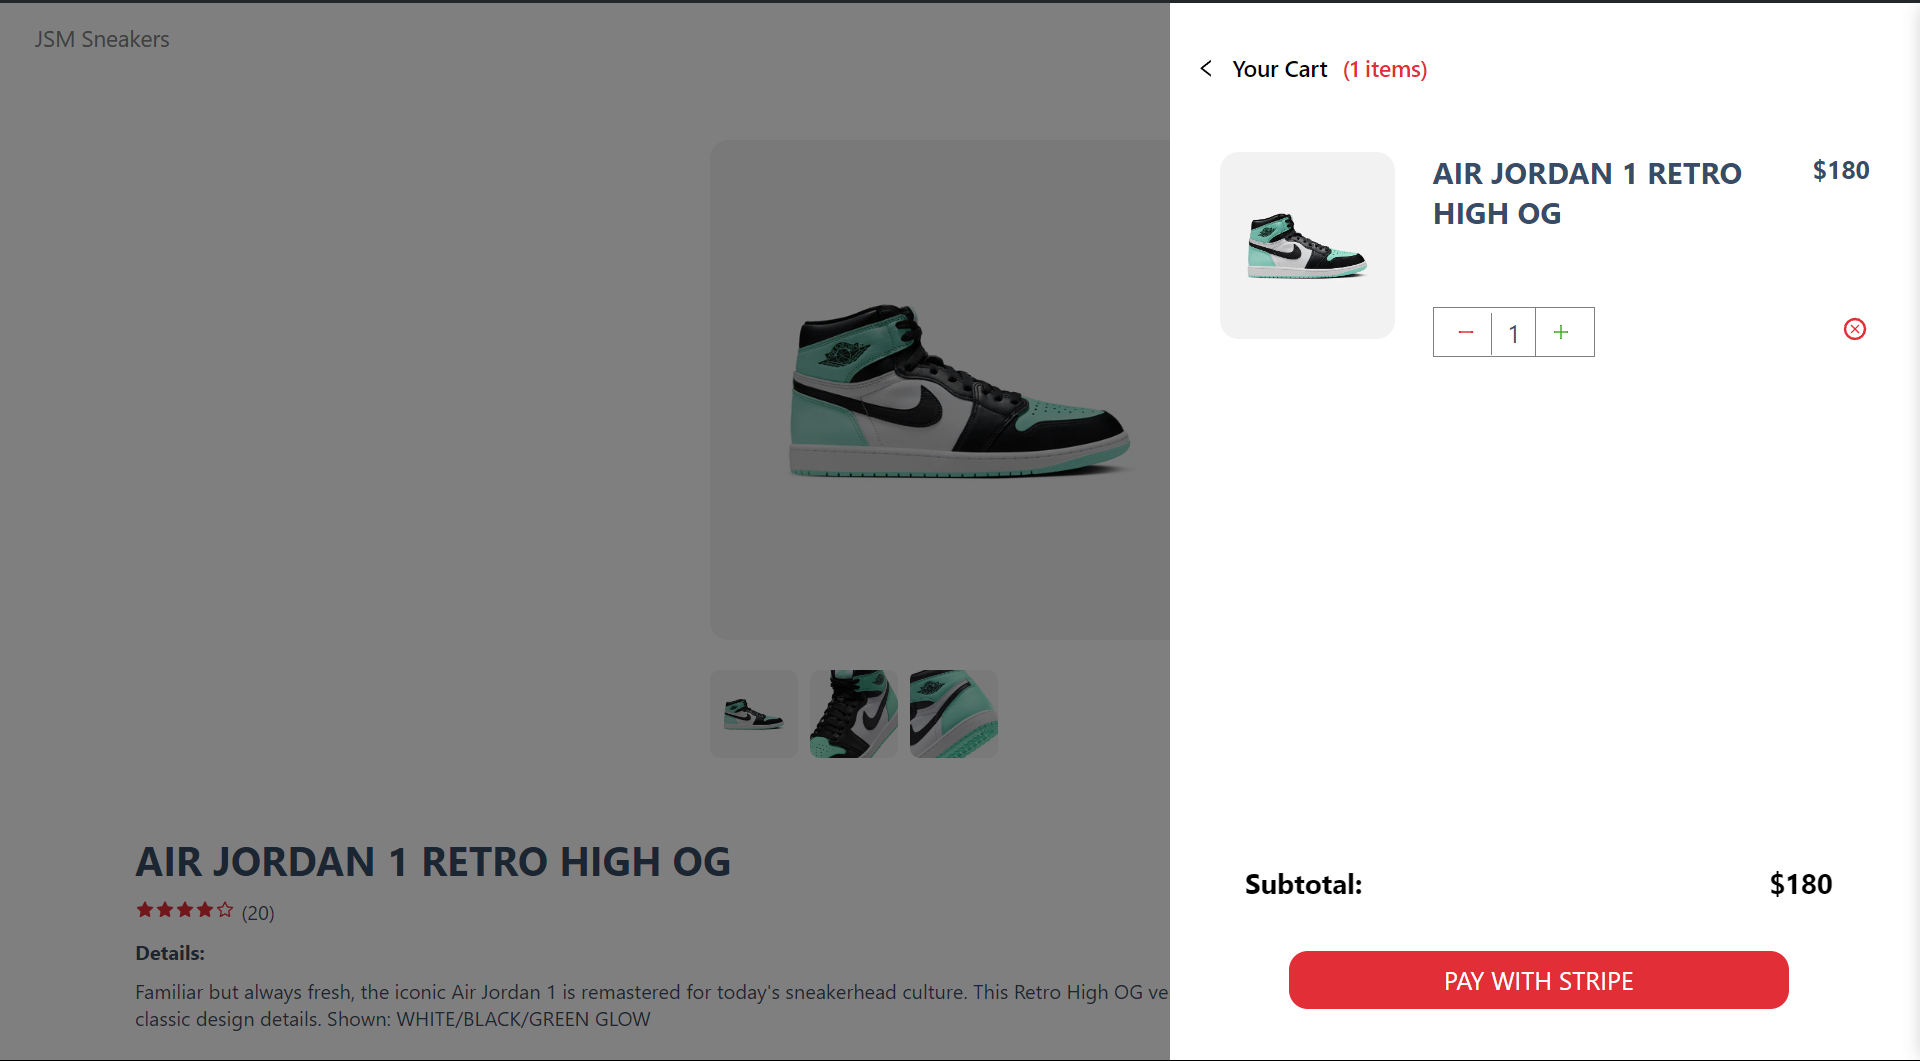 JSM Sneakers
AIR JORDAN 1 RETRO HIGH OG
(20)
Details:
Familiar but always fresh, the iconic Air Jordan 1 is remastered for today's sneakerhead culture. This Retro High OG ve
classic design details. Shown: WHITE/BLACK/GREEN GLOW
Your Cart (1 items)
AIR JORDAN 1 RETRO
HIGH OG
$180
1
Subtotal: $180
PAY WITH STRIPE